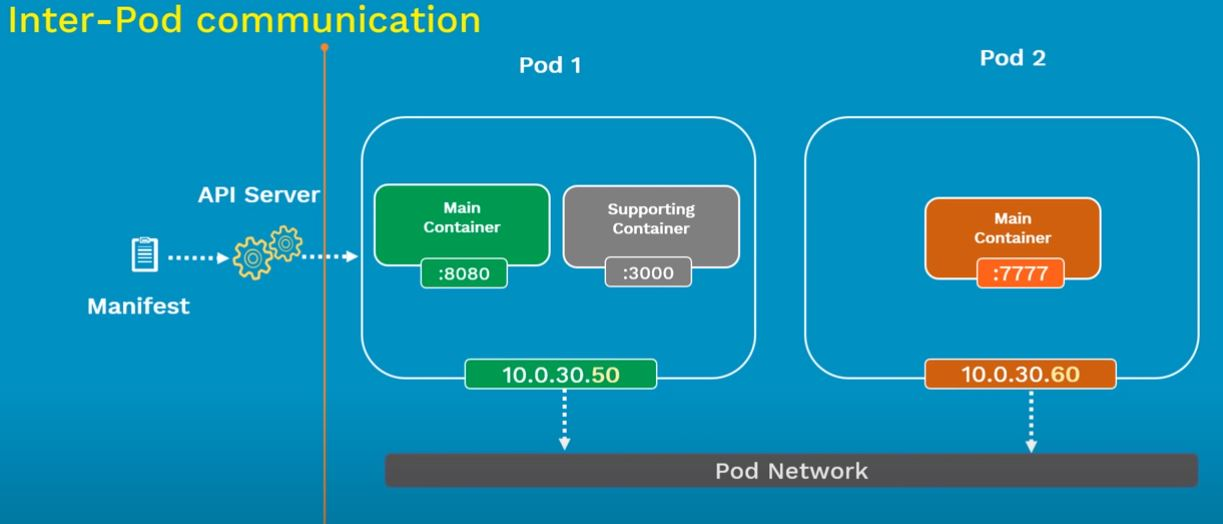 Inter-Pod communication
Pod 1
Pod 2
API Server
Manifest
Main
Container
:8080
Supporting
Container
:3000
Main
Container
:7777
10.0.30.50
10.0.30.60
Pod Network